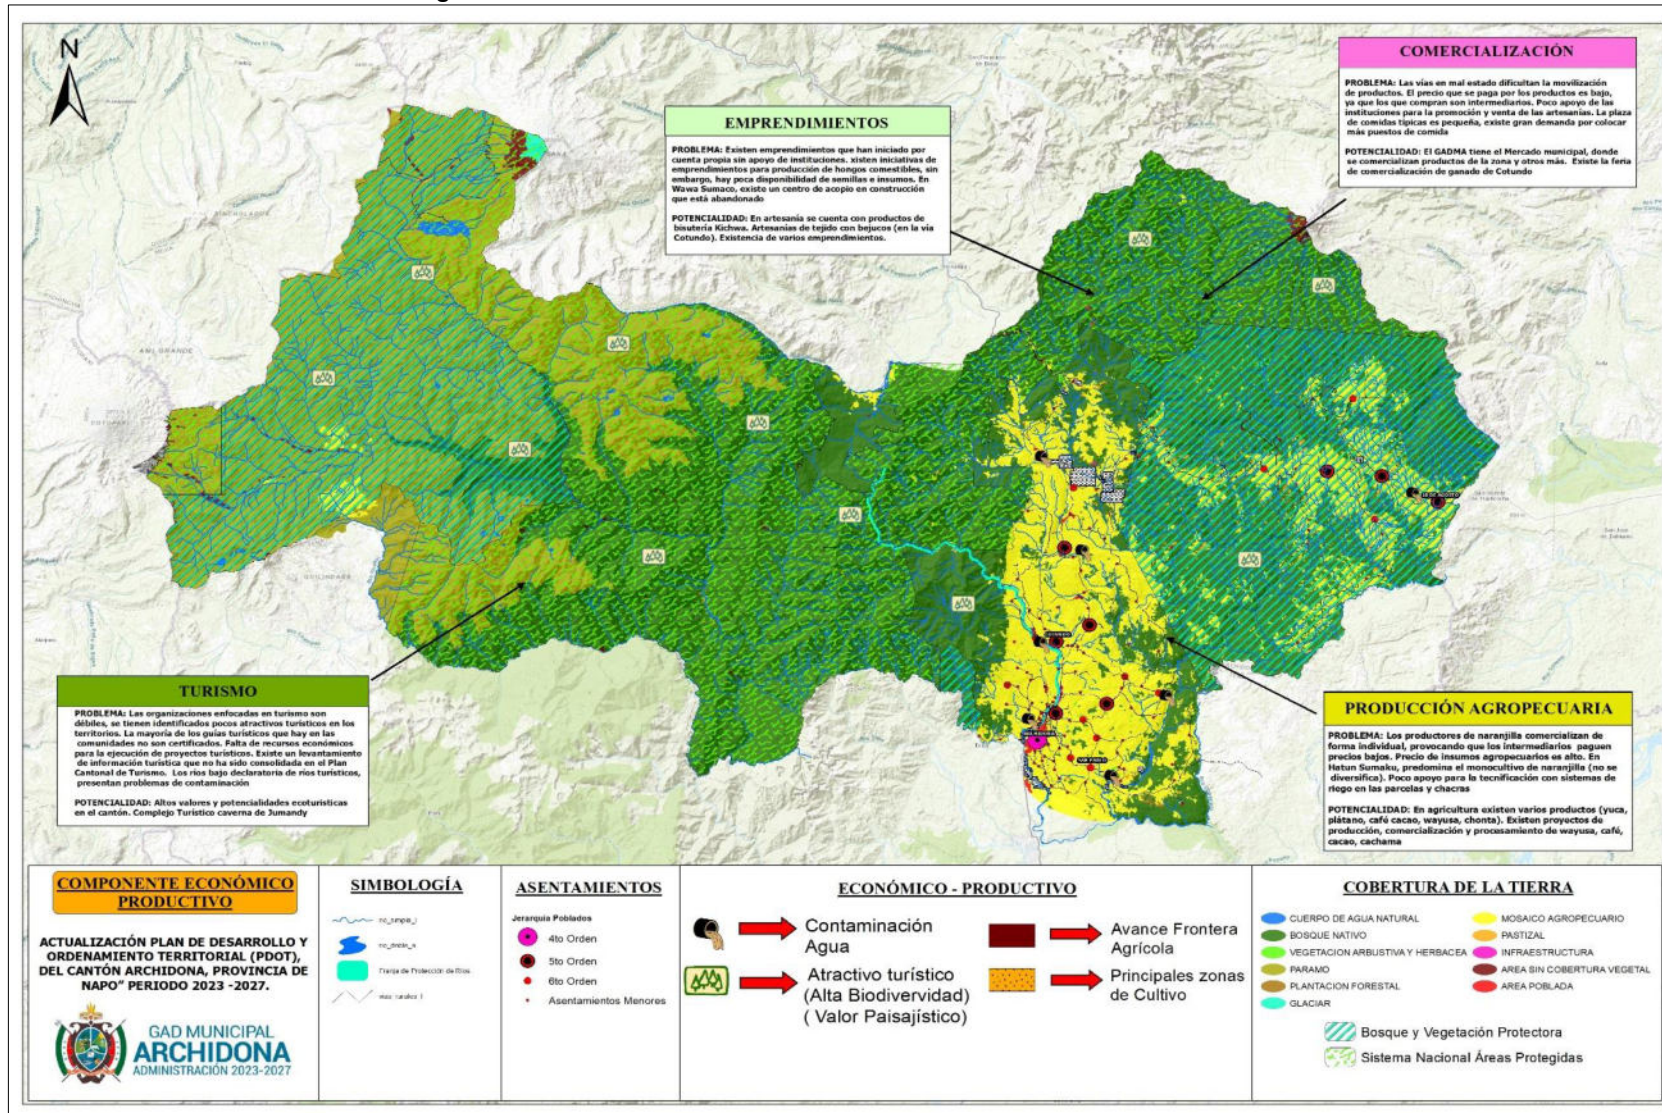 N
COMERCIALIZACIÓN
PROBLEMA: Las vías en mal estado dificultan la movilización
de productos. El precio que se paga por los productos es bajo,
ya que los que compran son intermediarios. Poco apoyo de las
instituciones para la promoción y venta de las artesanías. La plaza
de comidas típicas es pequeña, existe gran demanda por colocar
más puestos de comida
POTENCIALIDAD: El GADMA tiene el Mercado municipal, donde
se comercializan productos de la zona y otros más. Existe la feria
de comercialización de ganado de Cotundo
EMPRENDIMIENTOS
PROBLEMA: Existen emprendimientos que han iniciado por
cuenta propia sin apoyo de instituciones. xisten iniciativas de
emprendimientos para producción de hongos comestibles, sin
embargo, hay poca disponibilidad de semillas e insumos. En
Wawa Sumaco, existe un centro de acopio en construcción
que está abandonado
POTENCIALIDAD: En artesanía se cuenta con productos de
bisutería Kichwa. Artesanías de tejido con bejucos (en la vía
Cotundo). Existencia de varios emprendimientos.
TURISMO
PROBLEMA: Las organizaciones enfocadas en turismo son
débiles, se tienen identificados pocos atractivos turísticos en los
territorios. La mayoría de los guías turísticos que hay en las
comunidades no son certificados. Falta de recursos económicos
para la ejecución de proyectos turísticos. Existe un levantamiento
de información turística que no ha sido consolidada en el Plan
Cantonal de Turismo. Los ríos bajo declaratoria de ríos turísticos,
presentan problemas de contaminación
POTENCIALIDAD: Altos valores y potencialidades ecoturísticas
en el cantón. Complejo Turístico caverna de Jumandy
PRODUCCIÓN AGROPECUARIA
PROBLEMA: Los productores de naranjilla comercializan de
forma individual, provocando que los intermediarios paguen
precios bajos. Precio de insumos agropecuarios es alto. En
Hatun Sumaku, predomina el monocultivo de naranjilla (no se
diversifica). Poco apoyo para la tecnificación con sistemas de
riego en las parcelas y chacras
POTENCIALIDAD: En agricultura existen varios productos (yuca,
plátano, café cacao, wayusa, chonta). Existen proyectos de
producción, comercialización y procesamiento de wayusa, café,
cacao, cachama
COMPONENTE ECONÓMICO
PRODUCTIVO
ACTUALIZACIÓN PLAN DE DESARROLLO Y
ORDENAMIENTO TERRITORIAL (PDOT),
DEL CANTÓN ARCHIDONA, PROVINCIA DE
NAPO" PERIODO 2023 -2027.
GAD MUNICIPAL
ARCHIDONA
ADMINISTRACIÓN 2023-2027
SIMBOLOGÍA
Franja de Protección de Ríos
ASENTAMIENTOS
Jerarquía Poblados
4to Orden
5to Orden
6to Orden
Asentamientos Menores
ECONÓMICO - PRODUCTIVO
Contaminación
Agua
Atractivo turístico
(Alta Biodiversidad)
( Valor Paisajístico)
Avance Frontera
Agrícola
Principales zonas
de Cultivo
COBERTURA DE LA TIERRA
CUERPO DE AGUA NATURAL
BOSQUE NATIVO
VEGETACION ARBUSTIVA Y HERBACEA
PARAMO
PLANTACION FORESTAL
GLACIAR
MOSAICO AGROPECUARIO
PASTIZAL
INFRAESTRUCTURA
AREA SIN COBERTURA VEGETAL
AREA POBLADA
Bosque y Vegetación Protectora
Sistema Nacional Áreas Protegidas